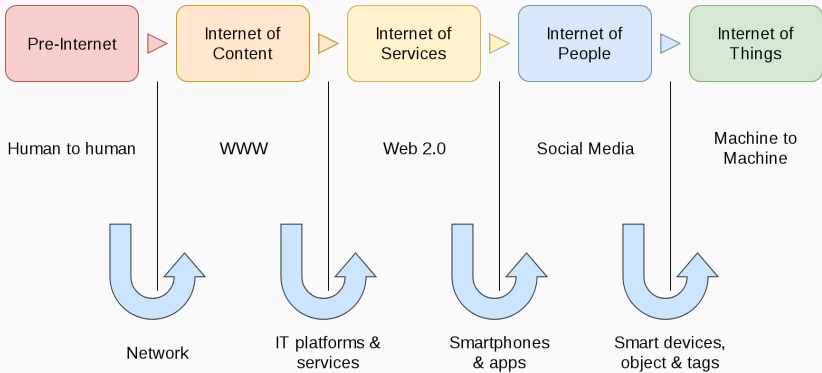 Pre-Internet
Internet of
Content
Internet of
Services
Internet of
People
Internet of
Things
Human to human
WWW
Web 2.0
Social Media
Machine to
Machine
Network
IT platforms &
services
Smartphones
& apps
Smart devices,
object & tags